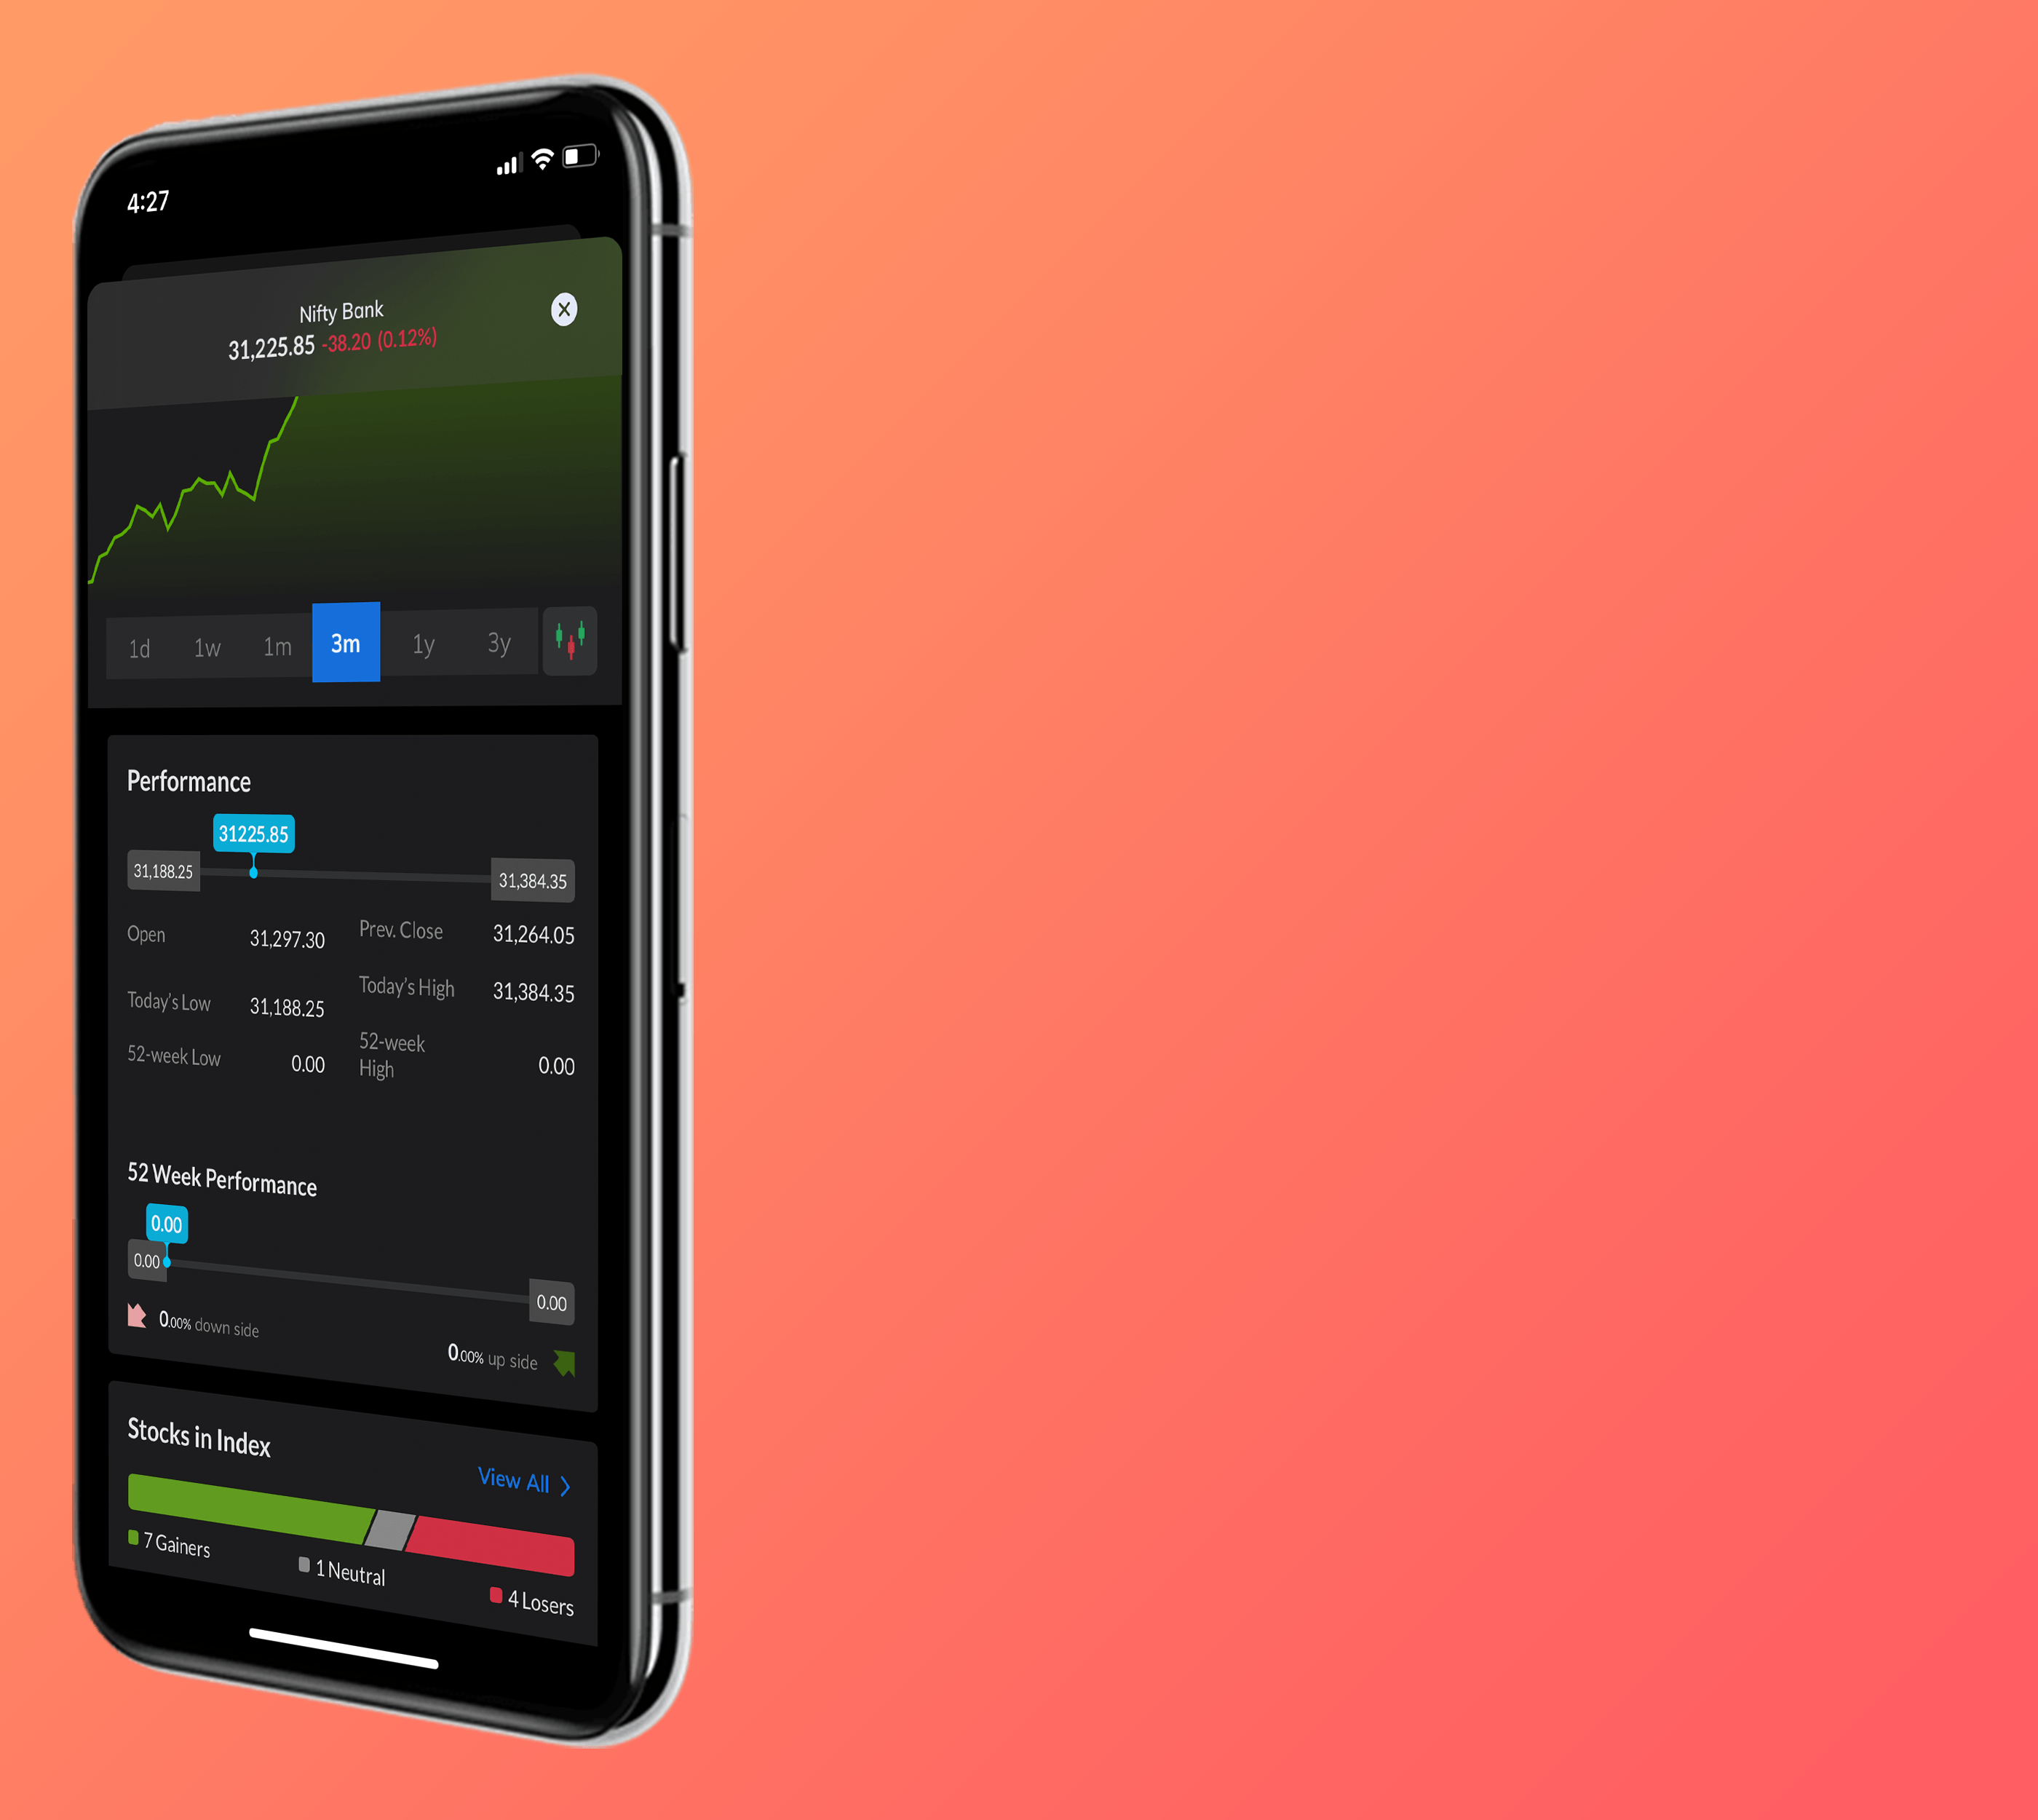 4:27
Nifty Bank
31,225.85 -38.20 (0.12%)
1d 1w 1m 3m 1y 3y
Performance
31225.85
31,188.25 31,384.35
Open 31,297.30 Prev. Close 31,264.05
Today's Low 31,188.25 Today's High 31,384.35
52-week Low 0.00 52-week High 0.00
52 Week Performance
0.00
0.00 0.00
0.00% down side
0.00% up side
Stocks in Index
View All >
7 Gainers 1 Neutral 4 Losers